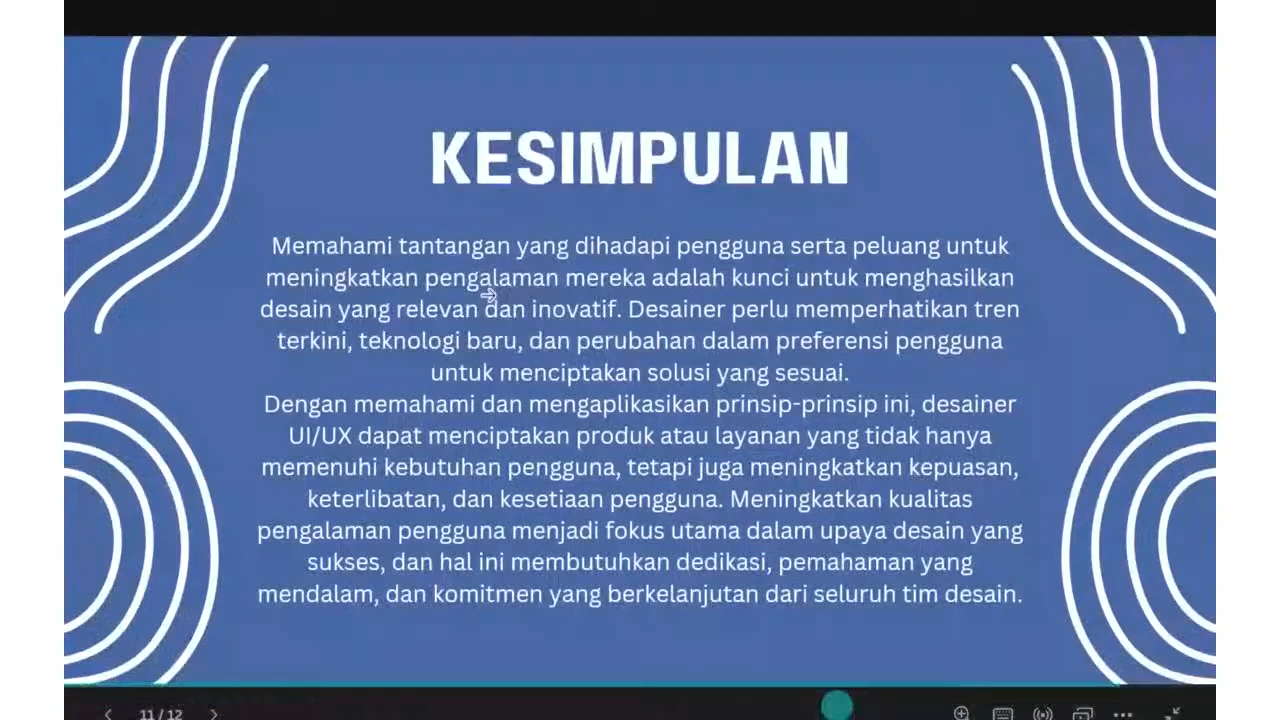 KESIMPULAN
Memahami tantangan yang dihadapi pengguna serta peluang untuk
meningkatkan pengalaman mereka adalah kunci untuk menghasilkan
desain yang relevan dan inovatif. Desainer perlu memperhatikan tren
terkini, teknologi baru, dan perubahan dalam preferensi pengguna
untuk menciptakan solusi yang sesuai.
Dengan memahami dan mengaplikasikan prinsip-prinsip ini, desainer
UI/UX dapat menciptakan produk atau layanan yang tidak hanya
memenuhi kebutuhan pengguna, tetapi juga meningkatkan kepuasan,
keterlibatan, dan kesetiaan pengguna. Meningkatkan kualitas
pengalaman pengguna menjadi fokus utama dalam upaya desain yang
sukses, dan hal ini membutuhkan dedikasi, pemahaman yang
mendalam, dan komitmen yang berkelanjutan dari seluruh tim desain.
11 / 12